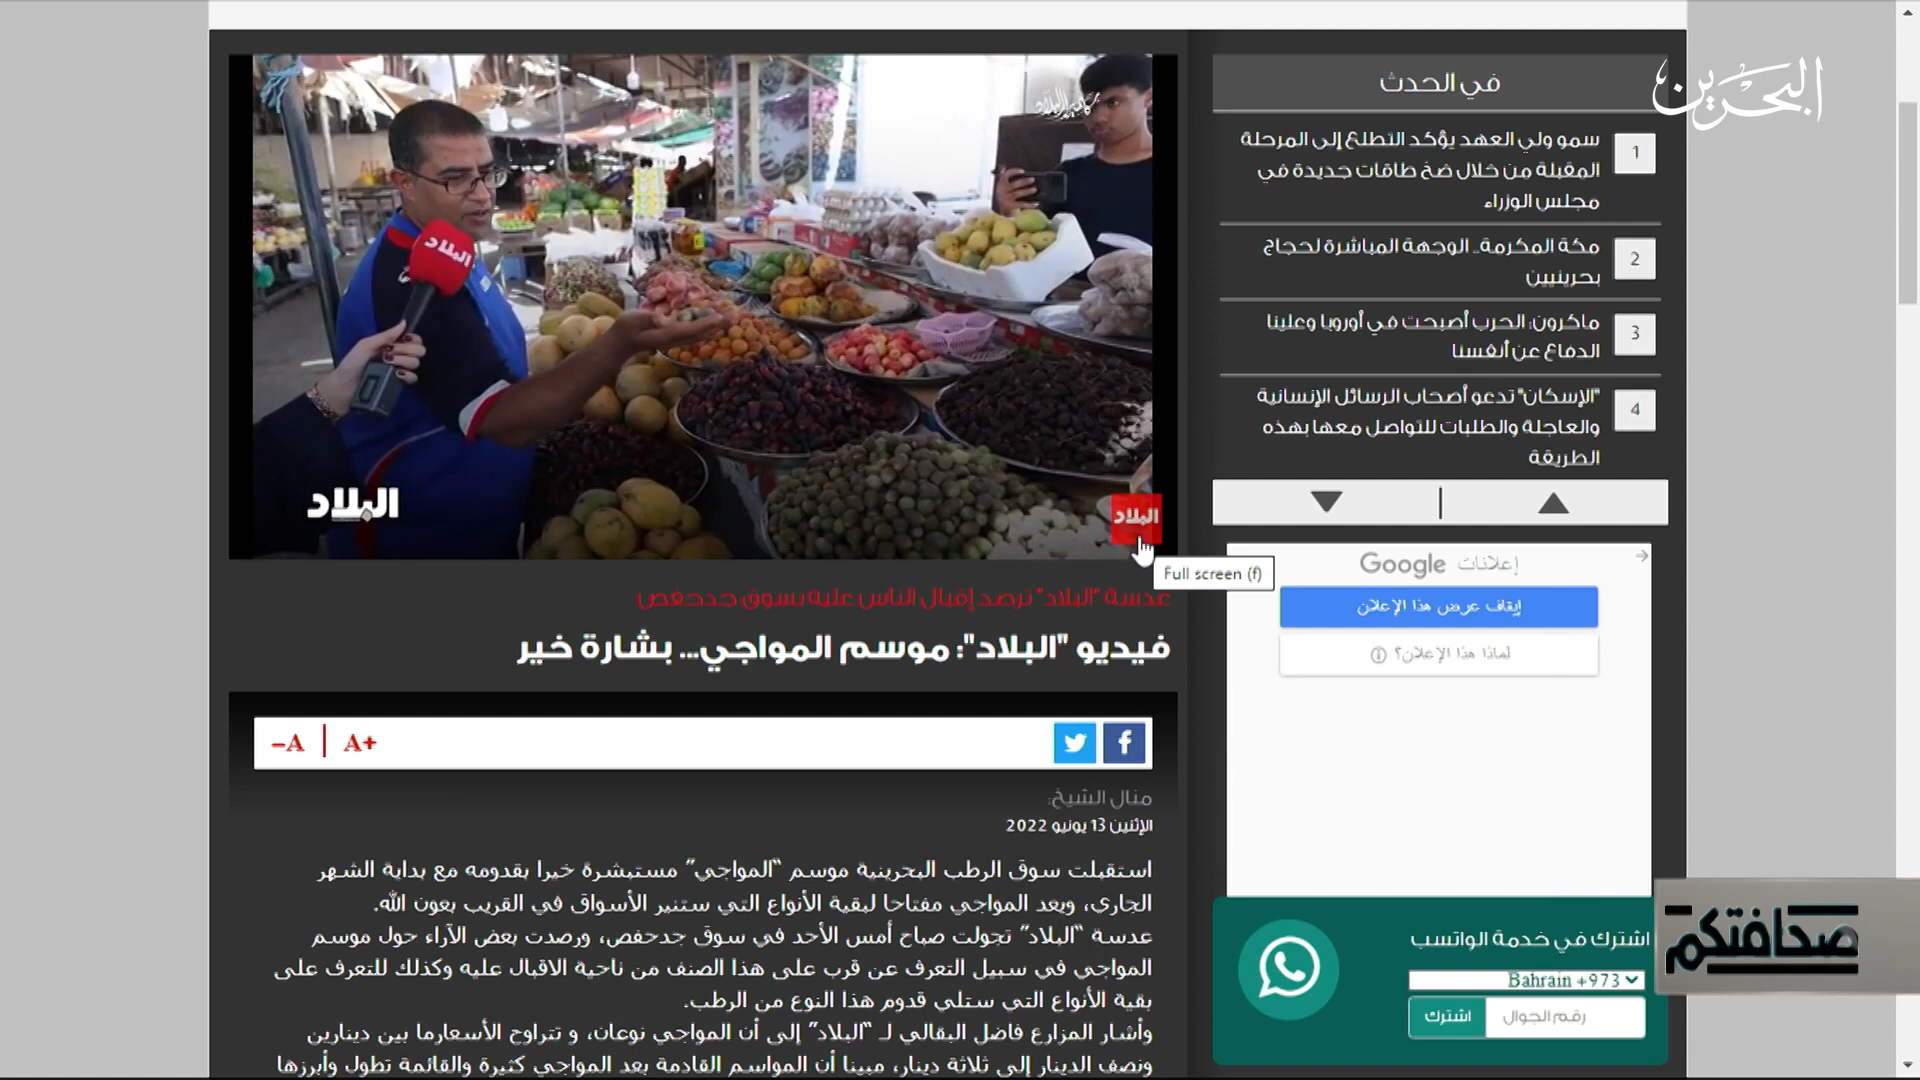 البحرين
البلاد
البلاد
البلاد
Full screen (f)
عدسة "البلاد" ترصد إقبال الناس عليه بسوق جدحفص
فيديو "البلاد": موسم المواجي... بشارة خير
A+ | A-
منال الشيخ:
الإثنين 13 يونيو 2022
استقبلت سوق الرطب البحرينية موسم “المواجي” مستبشرة خيرا بقدومه مع بداية الشهر
الجاري، ويعد المواجي مفتاحا لبقية الأنواع التي ستنير الأسواق في القريب بعون الله.
عدسة “البلاد” تجولت صباح أمس الأحد في سوق جدحفص، ورصدت بعض الآراء حول موسم
المواجي في سبيل التعرف عن قرب على هذا الصنف من ناحية الاقبال عليه وكذلك للتعرف على
بقية الأنواع التي ستلي قدوم هذا النوع من الرطب.
وأشار المزارع فاضل البقالي لـ “البلاد” إلى أن المواجي نوعان، و تتراوح الأسعارما بين دينارين
ونصف الدينار إلى ثلاثة دينار، مبينا أن المواسم القادمة بعد المواجي كثيرة والقائمة تطول وأبرزها
في الحدث
1 سمو ولي العهد يؤكد التطلع إلى المرحلة
المقبلة من خلال ضخ طاقات جديدة في
مجلس الوزراء
2 مكة المكرمة.. الوجهة المباشرة لحجاج
بحرينيين
3 ماكرون: الحرب أصبحت في أوروبا وعلينا
الدفاع عن أنفسنا
4 "الإسكان" تدعو أصحاب الرسائل الإنسانية
والعاجلة والطلبات للتواصل معها بهذه
الطريقة
إعلانات Google
إيقاف عرض هذا الإعلان
لماذا هذا الإعلان؟
اشترك في خدمة الواتسب
Bahrain +973
رقم الجوال
اشترك
صحافتكم